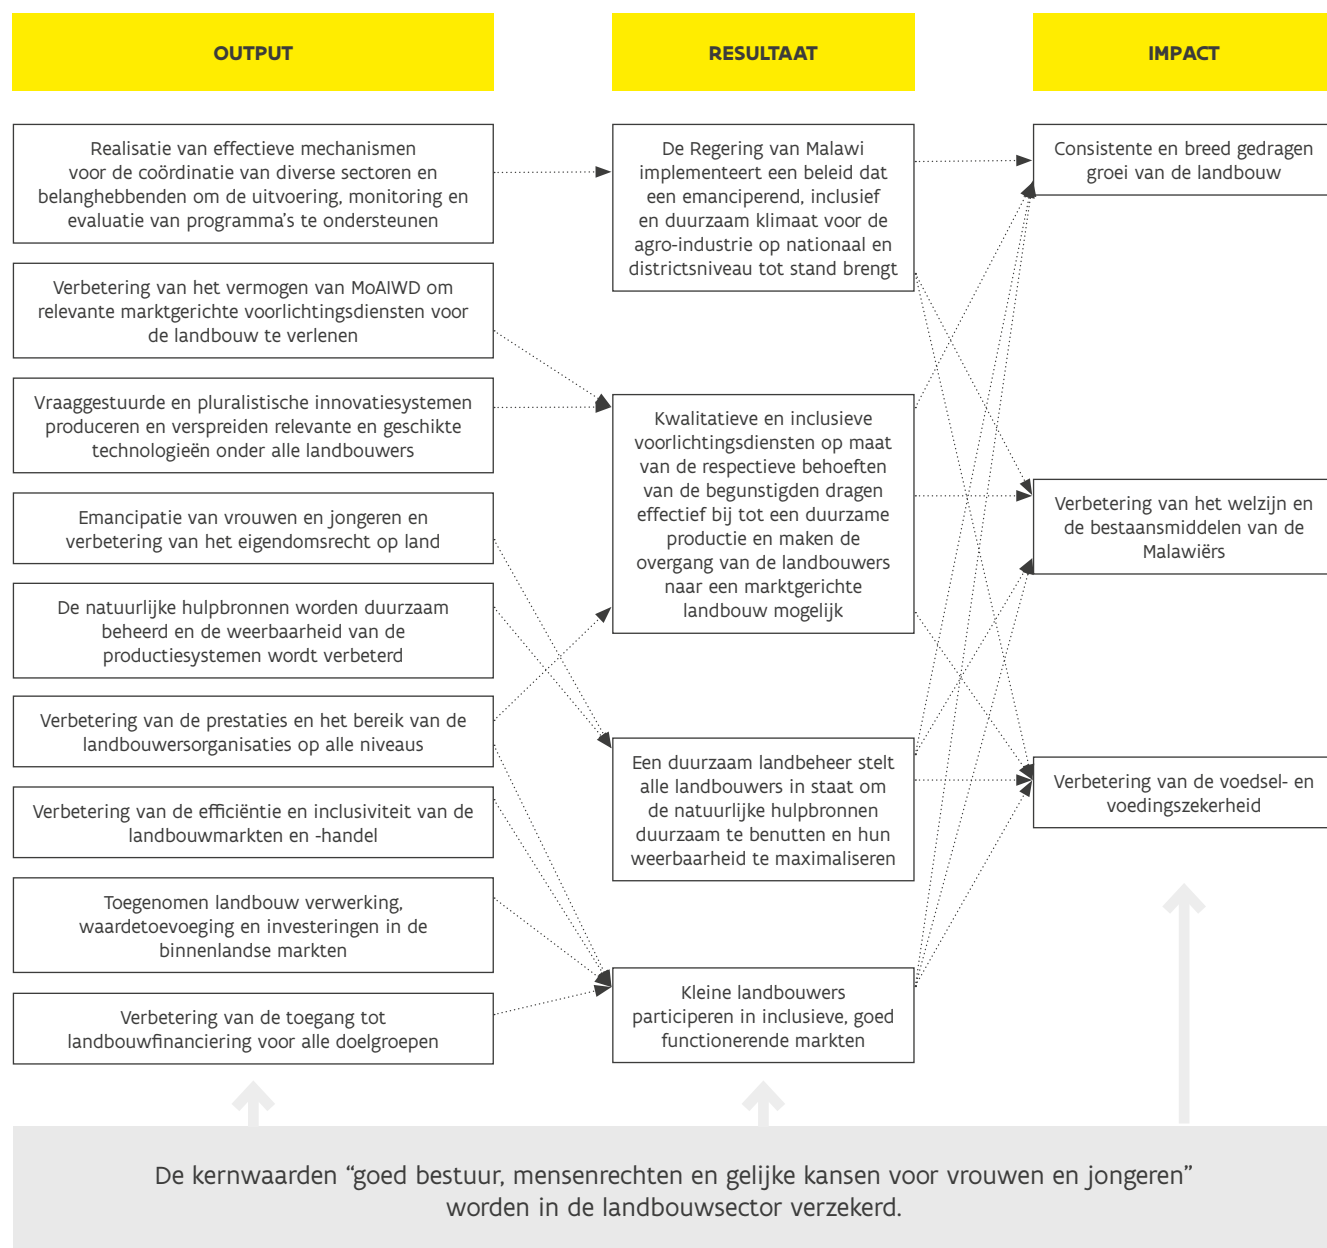 OUTPUT
Realisatie van effectieve mechanismen
voor de coördinatie van diverse sectoren en
belanghebbenden om de uitvoering, monitoring en
evaluatie van programma's te ondersteunen
Verbetering van het vermogen van MoAIWD om
relevante marktgerichte voorlichtingsdiensten voor
de landbouw te verlenen
Vraaggestuurde en pluralistische innovatiesystemen
produceren en verspreiden relevante en geschikte
technologieën onder alle landbouwers
Emancipatie van vrouwen en jongeren en
verbetering van het eigendomsrecht op land
De natuurlijke hulpbronnen worden duurzaam
beheerd en de weerbaarheid van de
productiesystemen wordt verbeterd
Verbetering van de prestaties en het bereik van de
landbouwersorganisaties op alle niveaus
Verbetering van de efficiëntie en inclusiviteit van de
landbouwmarkten en -handel
Toegenomen landbouw verwerking,
waardetoevoeging en investeringen in de
binnenlandse markten
Verbetering van de toegang tot
landbouwfinanciering voor alle doelgroepen
RESULTAAT
De Regering van Malawi
implementeert een beleid dat
een emanciperend, inclusief
en duurzaam klimaat voor de
agro-industrie op nationaal en
districtsniveau tot stand brengt
Kwalitatieve en inclusieve
voorlichtingsdiensten op maat
van de respectieve behoeften
van de begunstigden dragen
effectief bij tot een duurzame
productie en maken de
overgang van de landbouwers
naar een marktgerichte
landbouw mogelijk
Een duurzaam landbeheer stelt
alle landbouwers in staat om
de natuurlijke hulpbronnen
duurzaam te benutten en hun
weerbaarheid te maximaliseren
Kleine landbouwers
participeren in inclusieve, goed
functionerende markten
IMPACT
Consistente en breed gedragen
groei van de landbouw
Verbetering van het welzijn en
de bestaansmiddelen van de
Malawiërs
Verbetering van de voedsel- en
voedingszekerheid
De kernwaarden “goed bestuur, mensenrechten en gelijke kansen voor vrouwen en jongeren”
worden in de landbouwsector verzekerd.